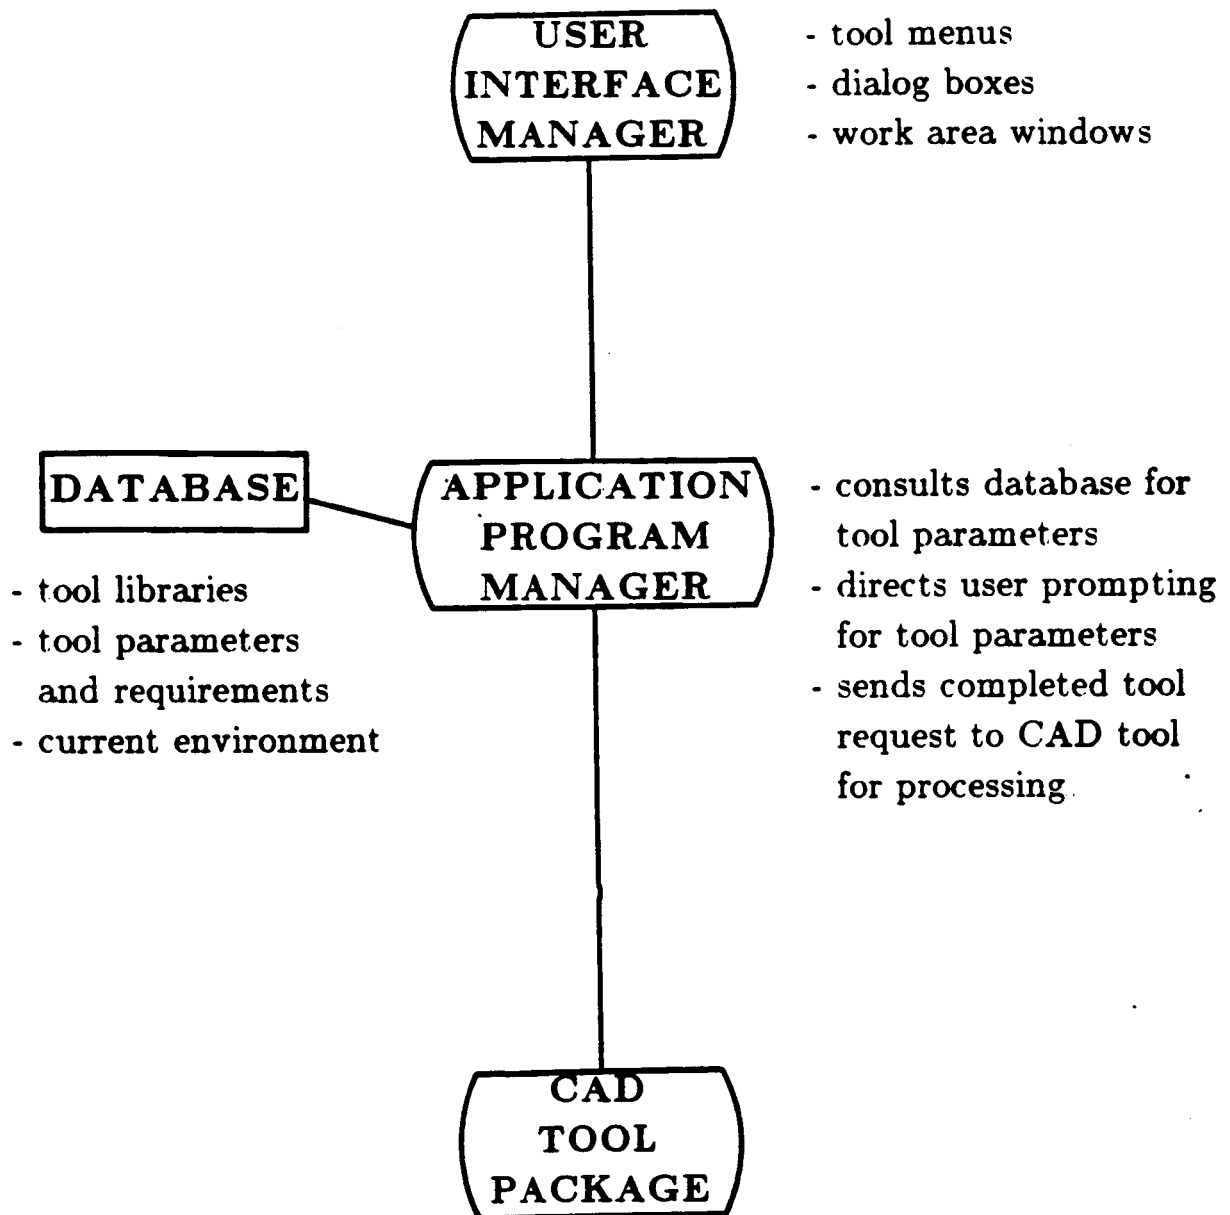 USER
INTERFACE
MANAGER
- tool menus
- dialog boxes
- work area windows
DATABASE
- tool libraries
- tool parameters
and requirements
- current environment
APPLICATION
PROGRAM
MANAGER
- consults database for
tool parameters
- directs user prompting
for tool parameters
- sends completed tool
request to CAD tool
for processing
CAD
TOOL
PACKAGE